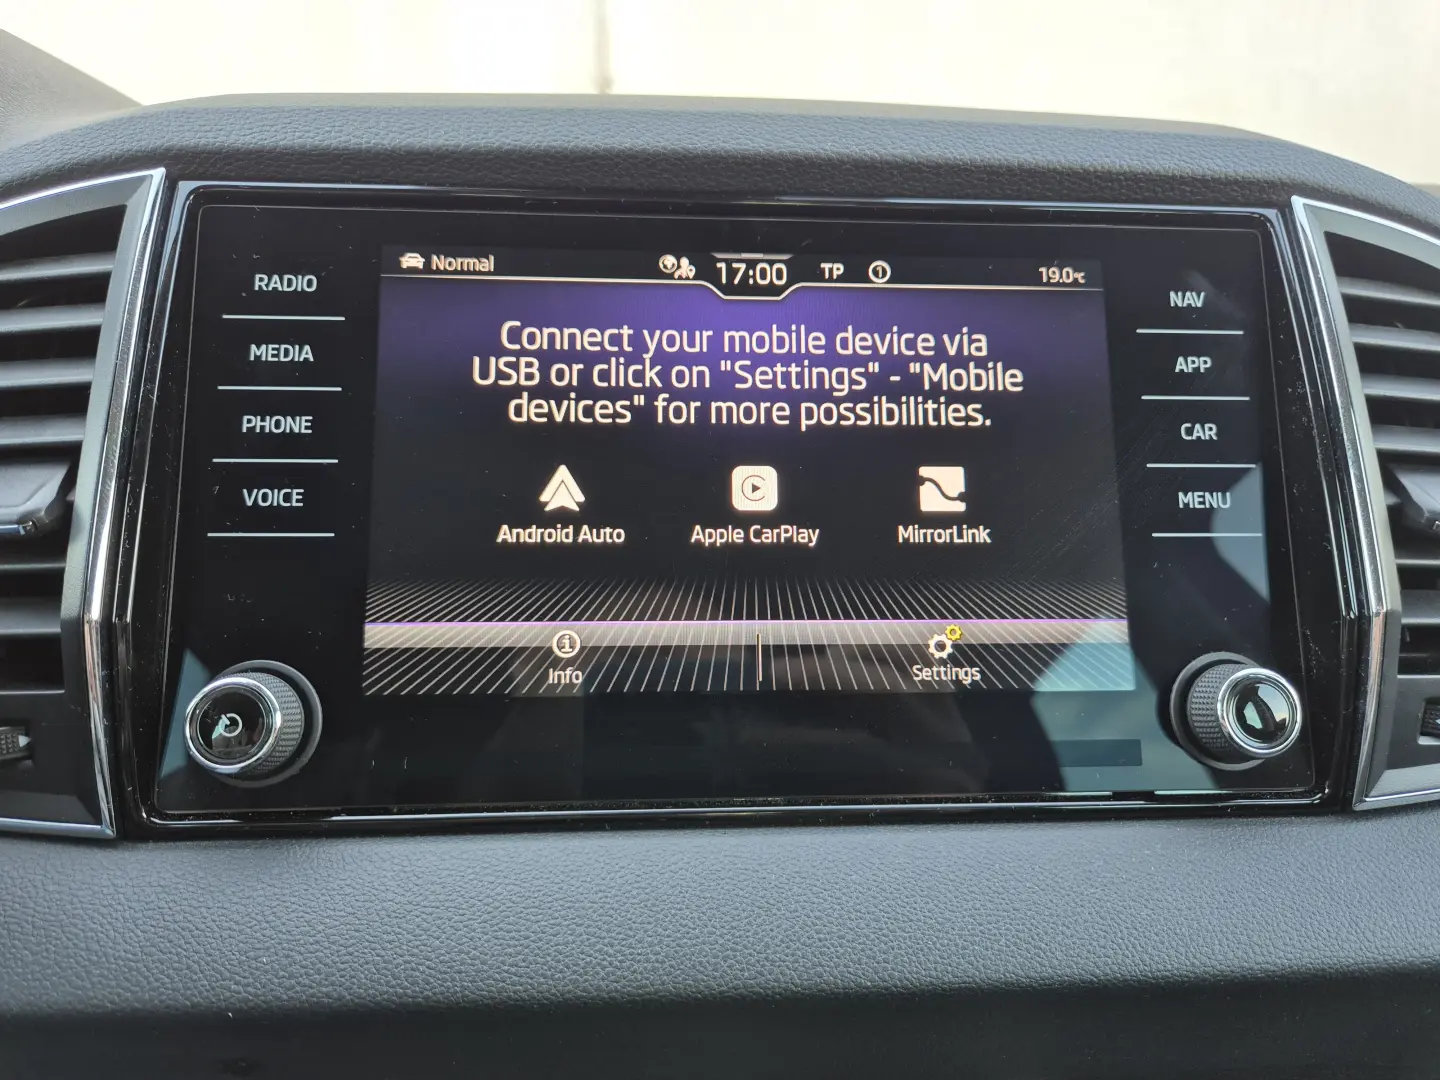 RADIO
MEDIA
PHONE
VOICE
Normal
17:00
TP
1
19.0°C
Connect your mobile device via
USB or click on "Settings" - "Mobile
devices" for more possibilities.
Android Auto
Apple CarPlay
MirrorLink
Info
Settings
NAV
APP
CAR
MENU